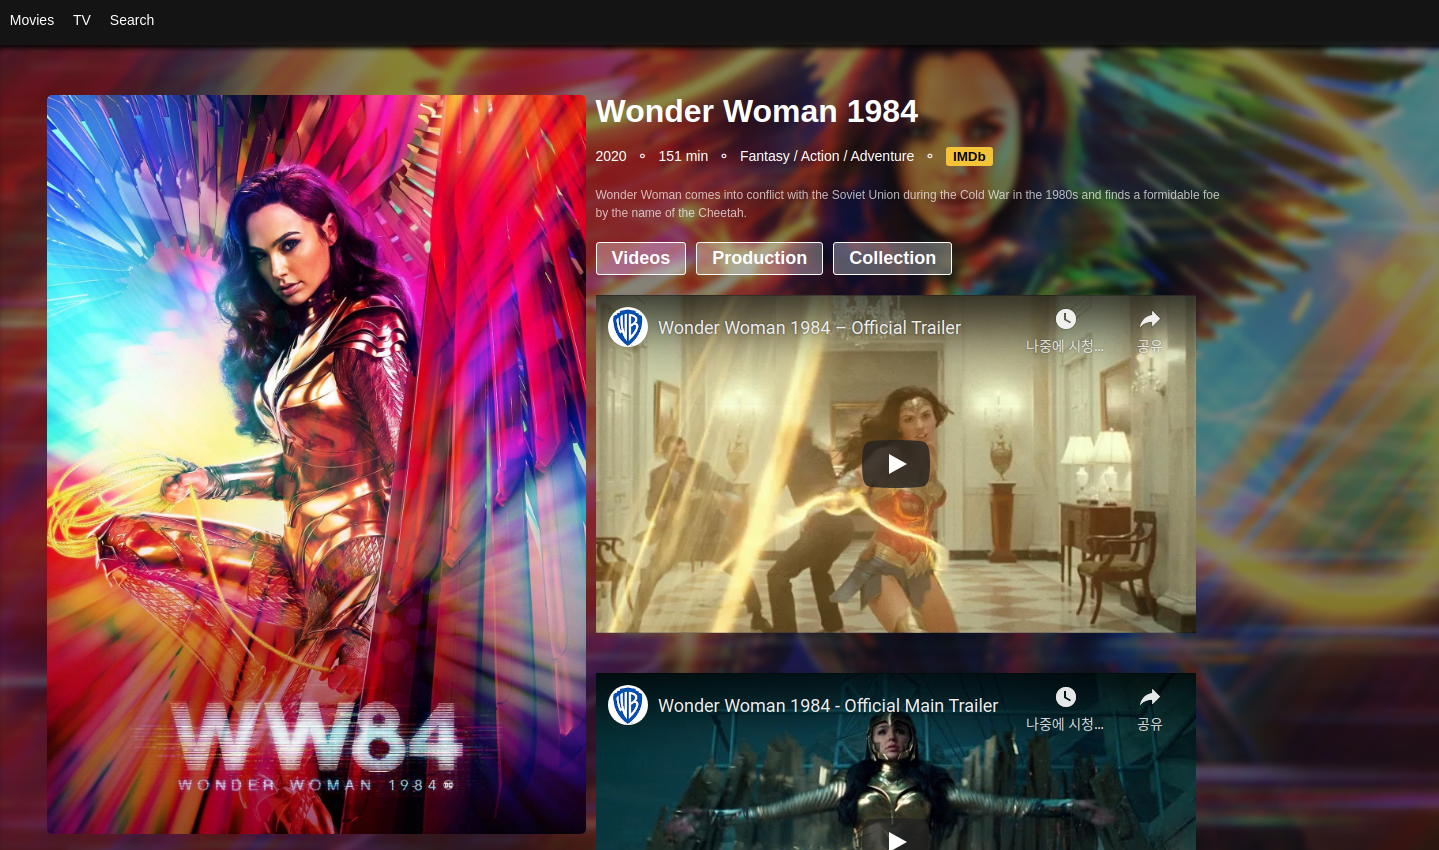 Movies TV Search
Wonder Woman 1984
2020 ⚬ 151 min ⚬ Fantasy / Action / Adventure ⚬ IMDb
Wonder Woman comes into conflict with the Soviet Union during the Cold War in the 1980s and finds a formidable foe
by the name of the Cheetah.
Videos Production Collection
WB Wonder Woman 1984 – Official Trailer
나중에 시청... 공유
WB Wonder Woman 1984 - Official Main Trailer
나중에 시청... 공유
WW84
WONDER WOMAN 1984 DC